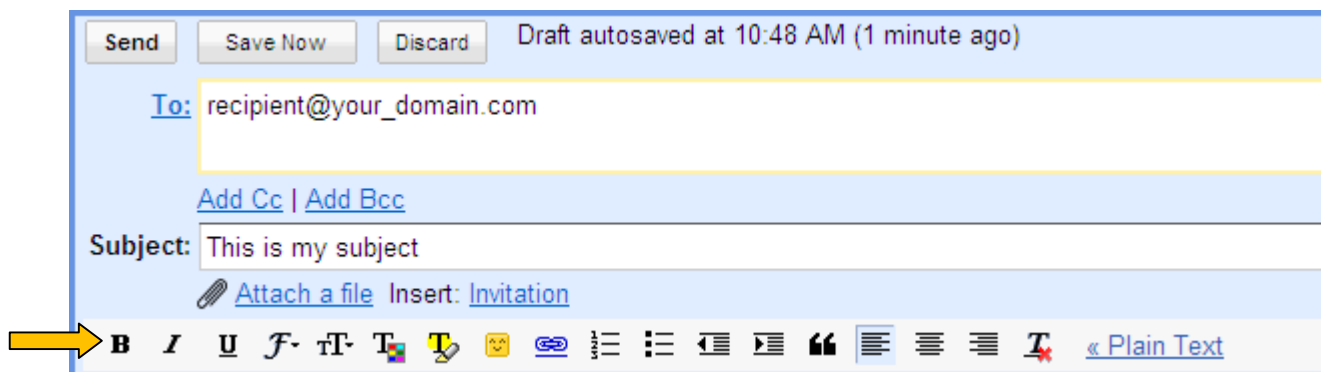 Send Save Now Discard Draft autosaved at 10:48 AM (1 minute ago)
To: recipient@your_domain.com
Add Cc | Add Bcc
Subject: This is my subject
Attach a file Insert: Invitation
B I U F T T T T « Plain Text